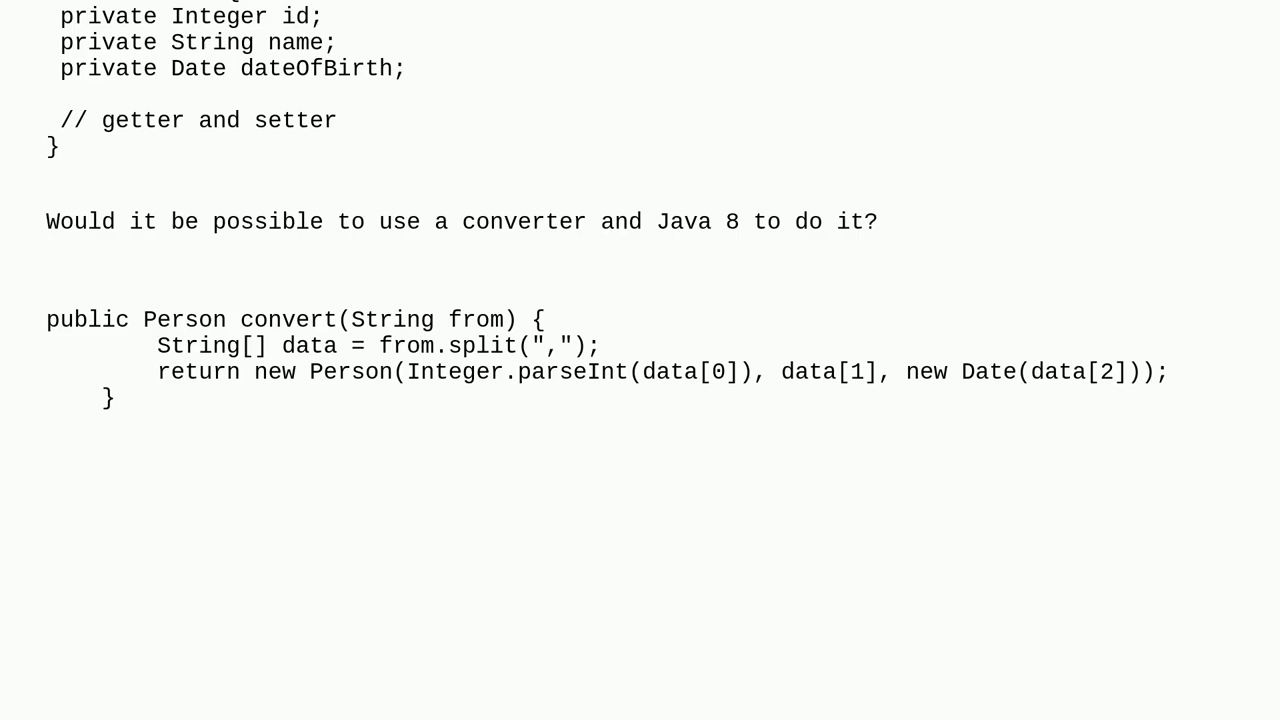 private Integer id;
private String name;
private Date dateOfBirth;
// getter and setter
}
Would it be possible to use a converter and Java 8 to do it?
public Person convert(String from) {
String[] data = from.split(",");
return new Person(Integer.parseInt(data[0]), data[1], new Date(data[2]));
}